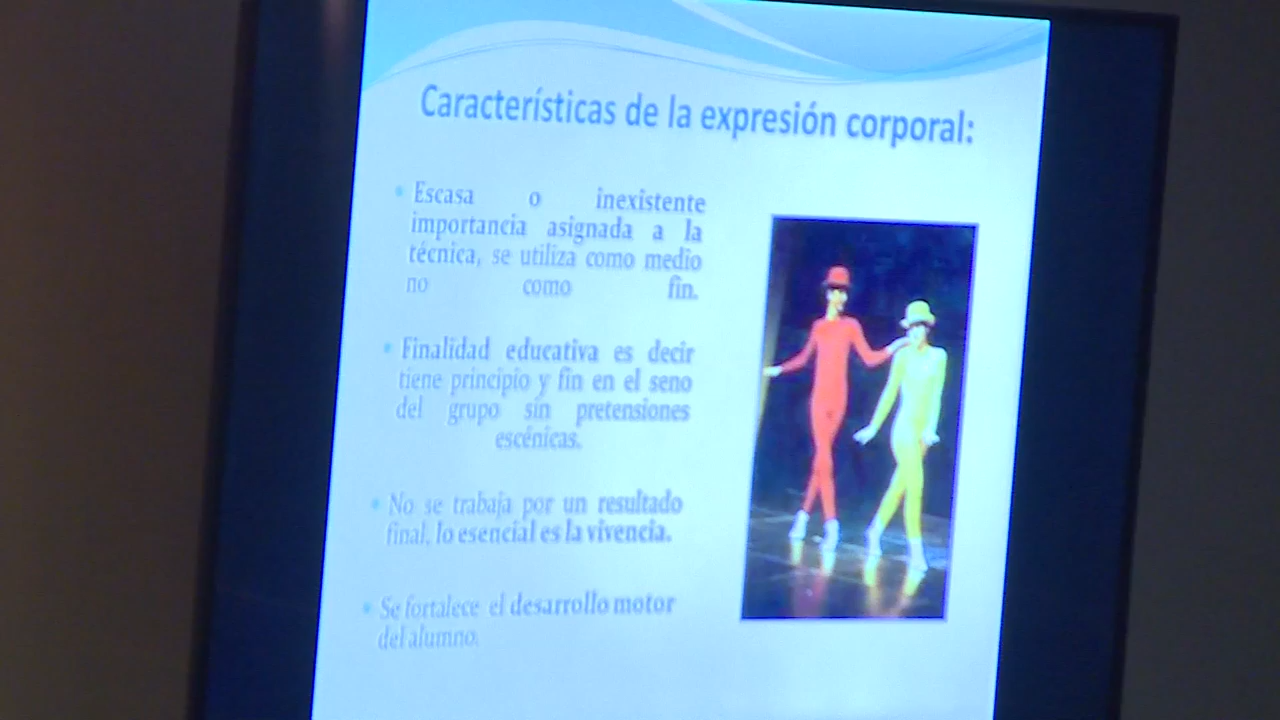 Características de la expresión corporal:
• Escasa o inexistente
importancia asignada a la
técnica, se utiliza como medio
no como fin.
• Finalidad educativa es decir
tiene principio y fin en el seno
del grupo sin pretensiones
escénicas.
• No se trabaja por un resultado
final, lo esencial es la vivencia.
• Se fortalece el desarrollo motor
del alumno.